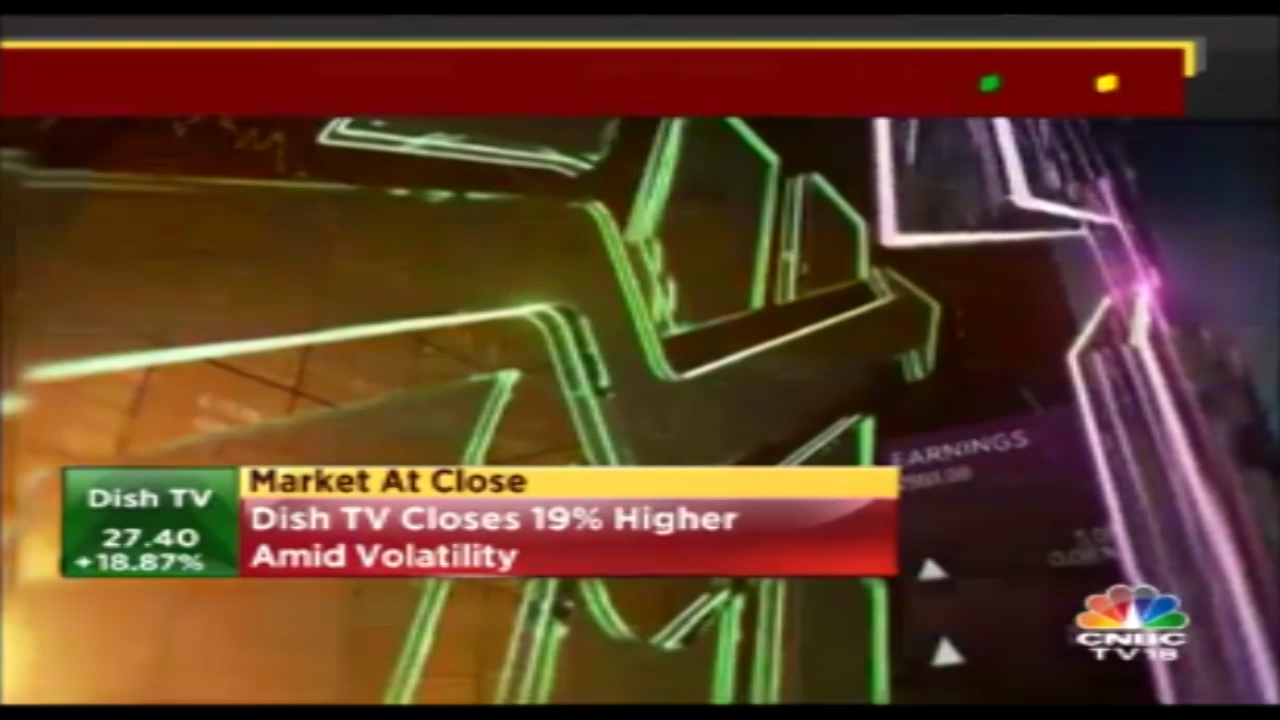 EARNINGS
Dish TV
27.40
+18.87%
Market At Close
Dish TV Closes 19% Higher
Amid Volatility
CNBC
TV18